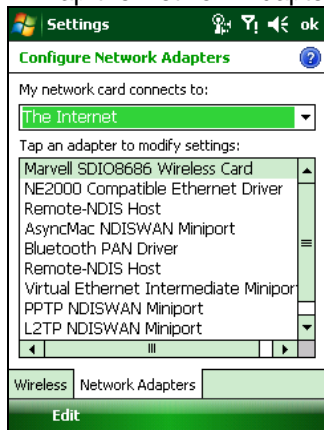 Settings
ok
Configure Network Adapters
?
My network card connects to:
The Internet
Tap an adapter to modify settings:
Marvell SDIO8686 Wireless Card
NE2000 Compatible Ethernet Driver
Remote-NDIS Host
AsyncMac NDISWAN Miniport
Bluetooth PAN Driver
Remote-NDIS Host
Virtual Ethernet Intermediate Minipor
PPTP NDISWAN Miniport
L2TP NDISWAN Miniport
Wireless Network Adapters
Edit